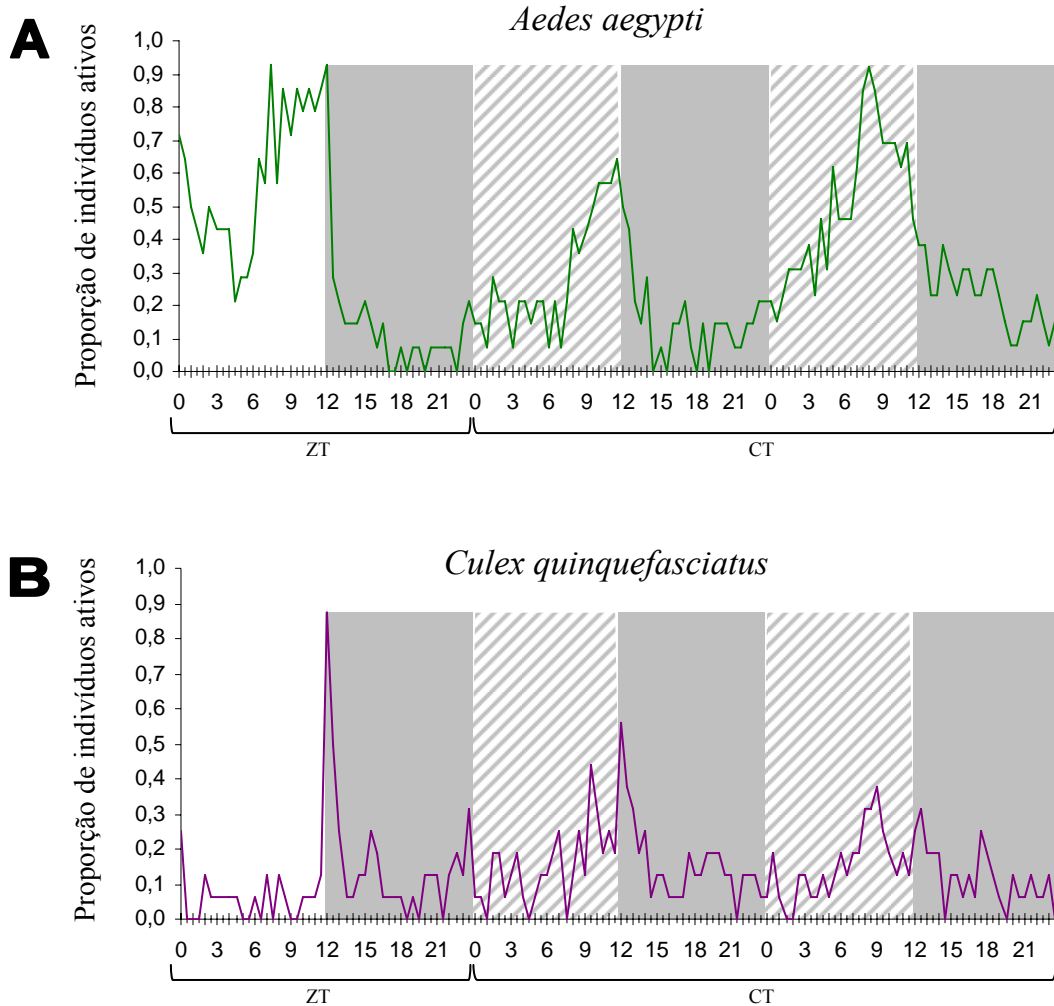 A
Aedes aegypti
Proporção de indivíduos ativos
1,0
0,9
0,8
0,7
0,6
0,5
0,4
0,3
0,2
0,1
0,0
0 3 6 9 12 15 18 21 0 3 6 9 12 15 18 21 0 3 6 9 12 15 18 21
ZT CT
B
Culex quinquefasciatus
Proporção de indivíduos ativos
1,0
0,9
0,8
0,7
0,6
0,5
0,4
0,3
0,2
0,1
0,0
0 3 6 9 12 15 18 21 0 3 6 9 12 15 18 21 0 3 6 9 12 15 18 21
ZT CT